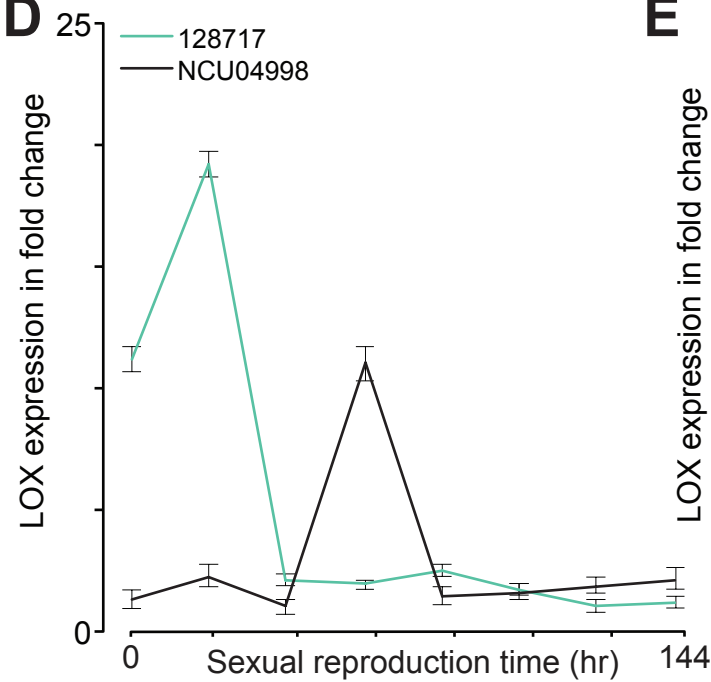 D
25
128717
NCU04998
LOX expression in fold change
0
0
Sexual reproduction time (hr)
144
E
LOX expression in fold change